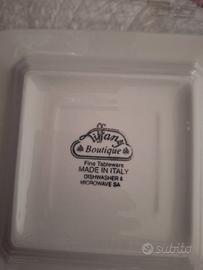 Tiffany
Boutique
Fine Tableware
MADE IN ITALY
DISHWASHER &
MICROWAVE SA
subito